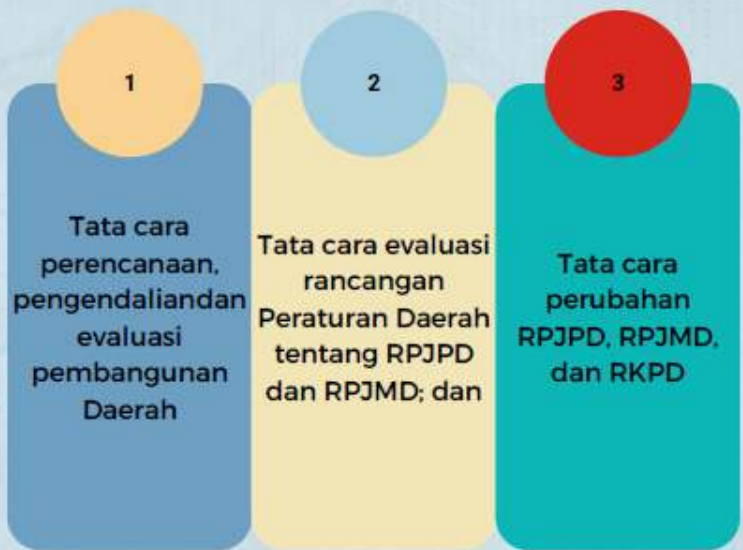 1
Tata cara
perencanaan,
pengendaliandan
evaluasi
pembangunan
Daerah
2
Tata cara evaluasi
rancangan
Peraturan Daerah
tentang RPJPD
dan RPJMD; dan
3
Tata cara
perubahan
RPJPD, RPJMD,
dan RKPD